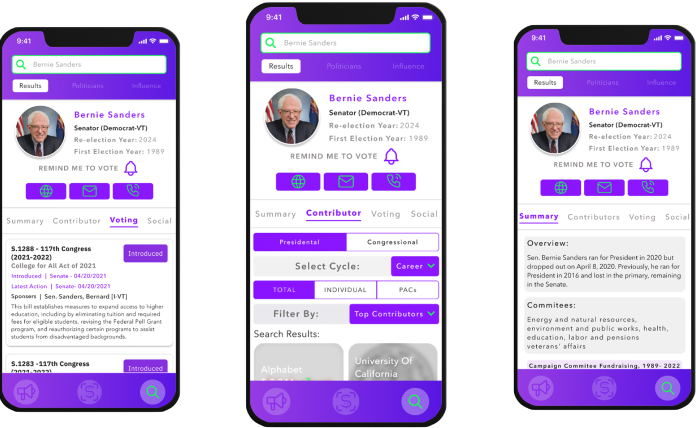 9:41
Bernie Sanders
Results Politicians Influence
Bernie Sanders
Senator (Democrat-VT)
Re-election Year: 2024
First Election Year: 1989
REMIND ME TO VOTE
Summary Contributor Voting Social
S.1288 - 117th Congress
(2021-2022)
Introduced
College for All Act of 2021
Introduced | Senate - 04/20/2021
Latest Action | Senate- 04/20/2021
Sponsors | Sen. Sanders, Bernard [I-VT]
This bill establishes measures to expand access to higher
education, including by eliminating tuition and required
fees for eligible students, revising the Federal Pell Grant
program, and reauthorizing certain programs to assist
students from disadvantaged backgrounds.
S.1283 -117th Congress
(2021-2022)
Introduced
9:41
Bernie Sanders
Results Politicians Influence
Bernie Sanders
Senator (Democrat-VT)
Re-election Year: 2024
First Election Year: 1989
REMIND ME TO VOTE
Summary Contributor Voting Social
Presidental Congressional
Select Cycle: Career
TOTAL INDIVIDUAL PACs
Filter By: Top Contributors
Search Results:
Alphabet
University Of
California
9:41
Bernie Sanders
Results Politicians Influence
Bernie Sanders
Senator (Democrat-VT)
Re-election Year: 2024
First Election Year: 1989
REMIND ME TO VOTE
Summary Contributors Voting Social
Overview:
Sen. Bernie Sanders ran for President in 2020 but
dropped out on April 8, 2020. Previously, he ran for
President in 2016 and lost in the primary, remaining
in the Senate.
Commitees:
Energy and natural resources,
environment and public works, health,
education, labor and pensions
veterans' affairs
Campaign Commitee Fundraising, 1989- 2022